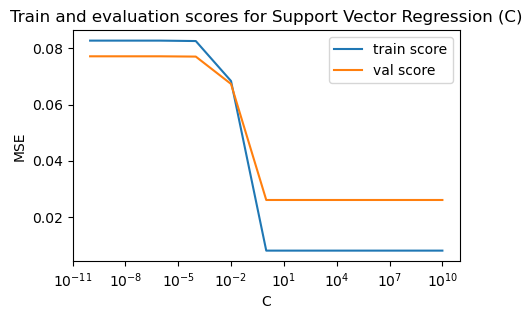 Train and evaluation scores for Support Vector Regression (C)
train score
val score
0.08
0.06
0.04
0.02
MSE
10⁻¹¹ 10⁻⁸ 10⁻⁵ 10⁻² 10¹ 10⁴ 10⁷ 10¹⁰
C